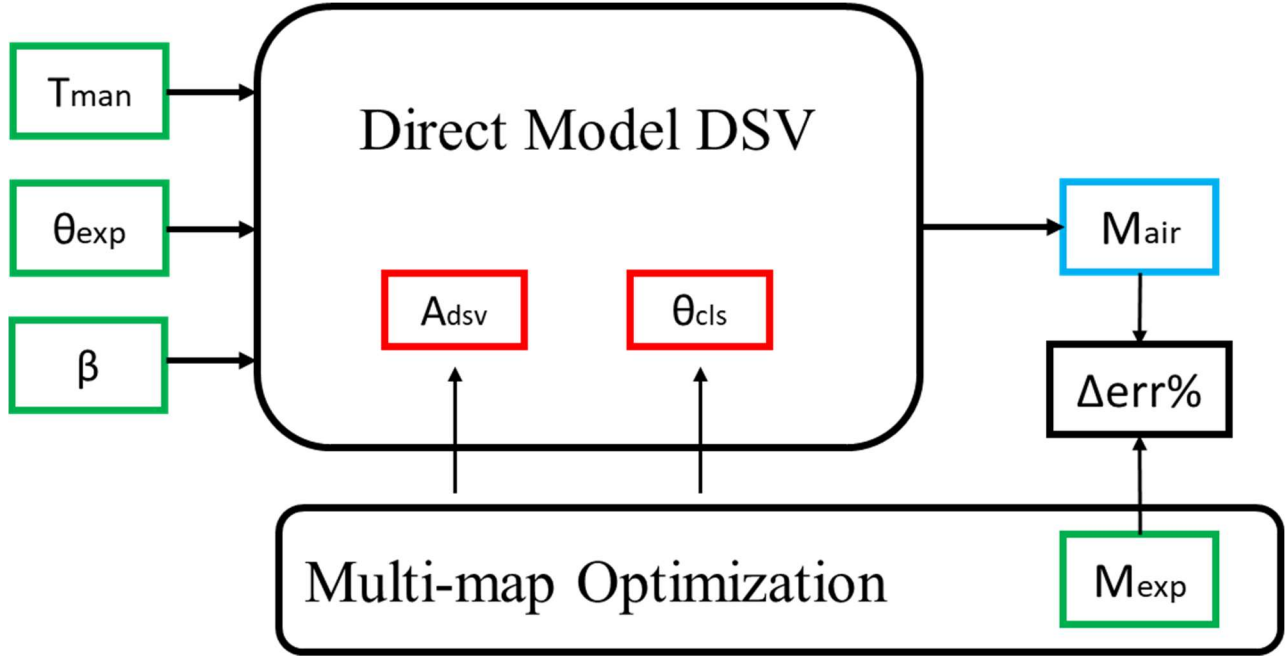 Tman
Direct Model DSV
θexp
Mair
Adsv
θcls
β
Δerr%
Multi-map Optimization
Mexp